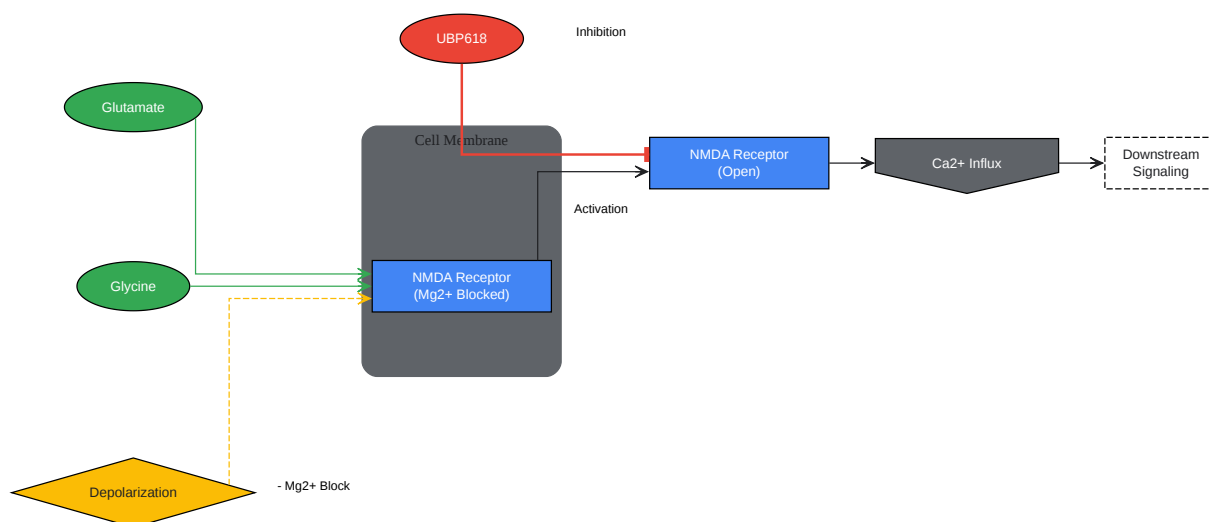 UBP618
Inhibition
Glutamate
Cell Membrane
NMDA Receptor
(Open)
Ca2+ Influx
Downstream
Signaling
Activation
Glycine
NMDA Receptor
(Mg2+ Blocked)
Depolarization
- Mg2+ Block